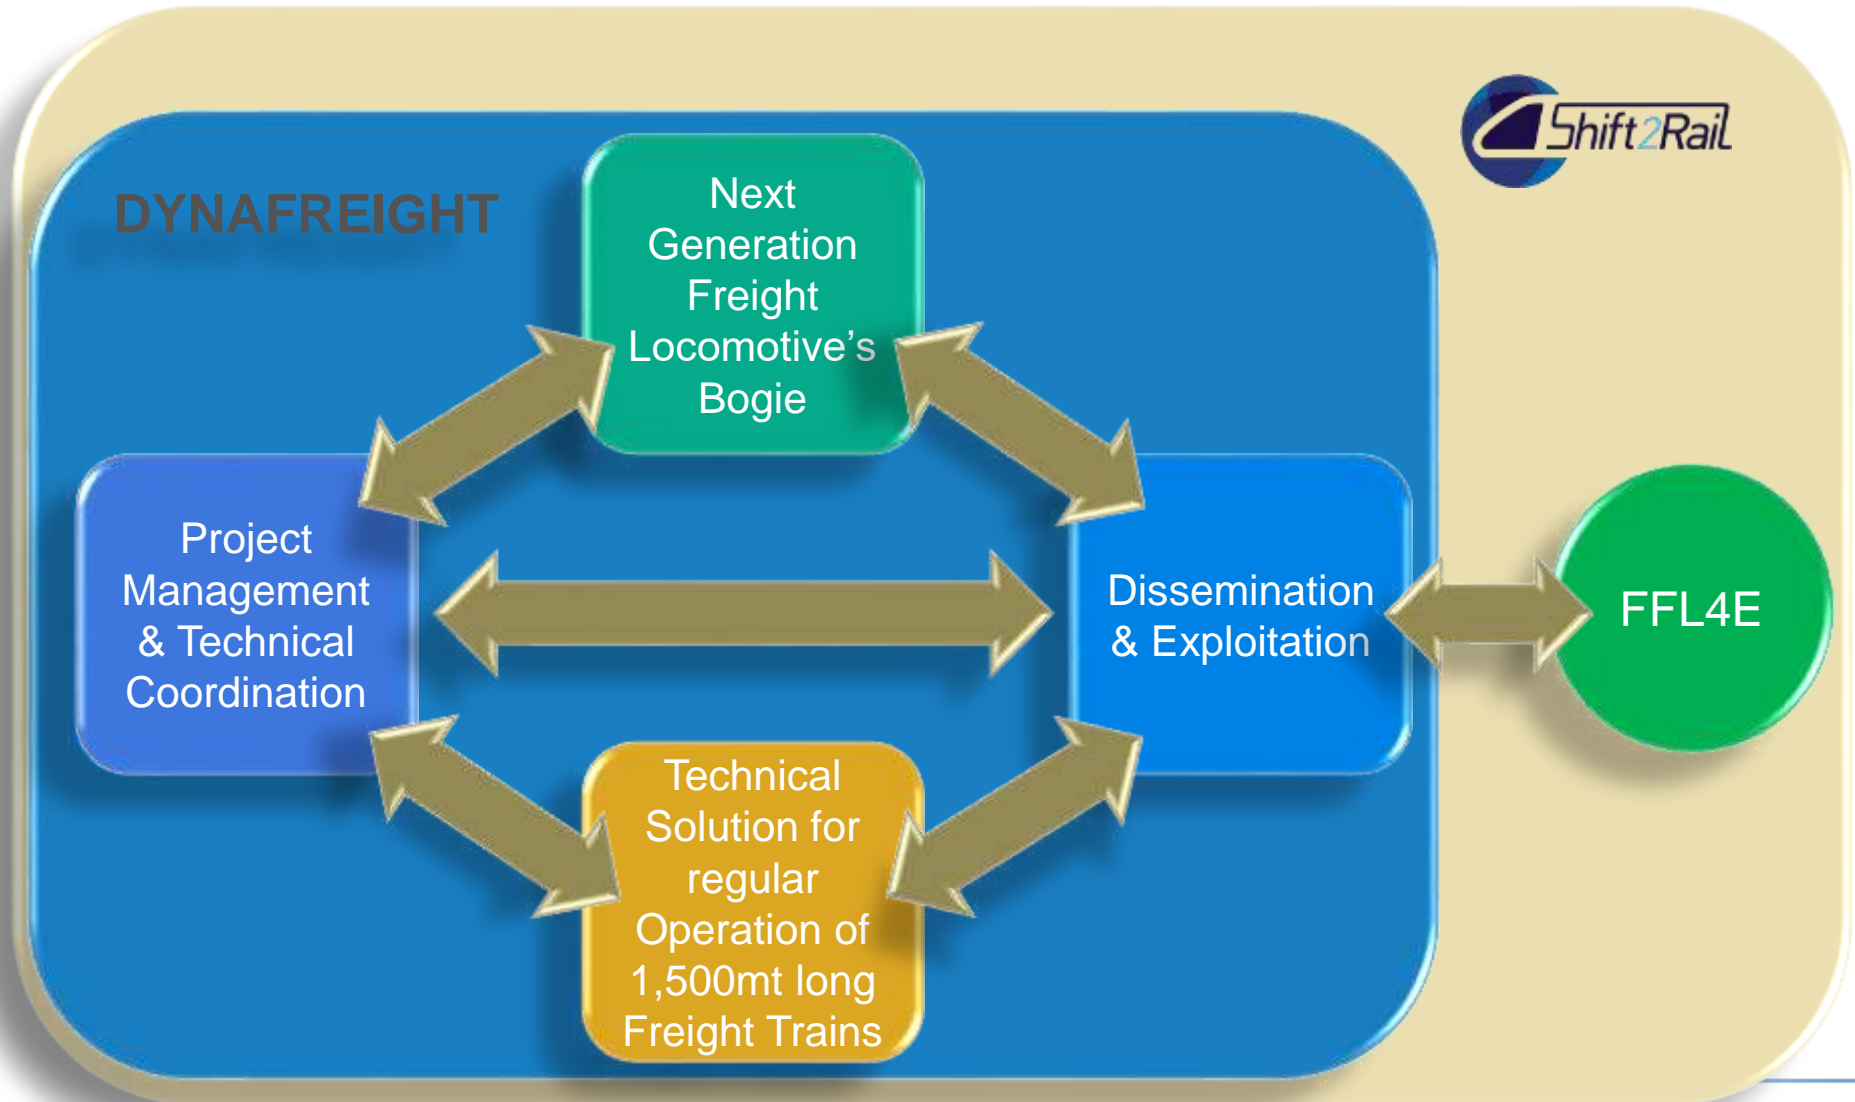 Shift2Rail
DYNAFREIGHT
Next
Generation
Freight
Locomotive’s
Bogie
Project
Management
& Technical
Coordination
Dissemination
& Exploitation
FFL4E
Technical
Solution for
regular
Operation of
1,500mt long
Freight Trains